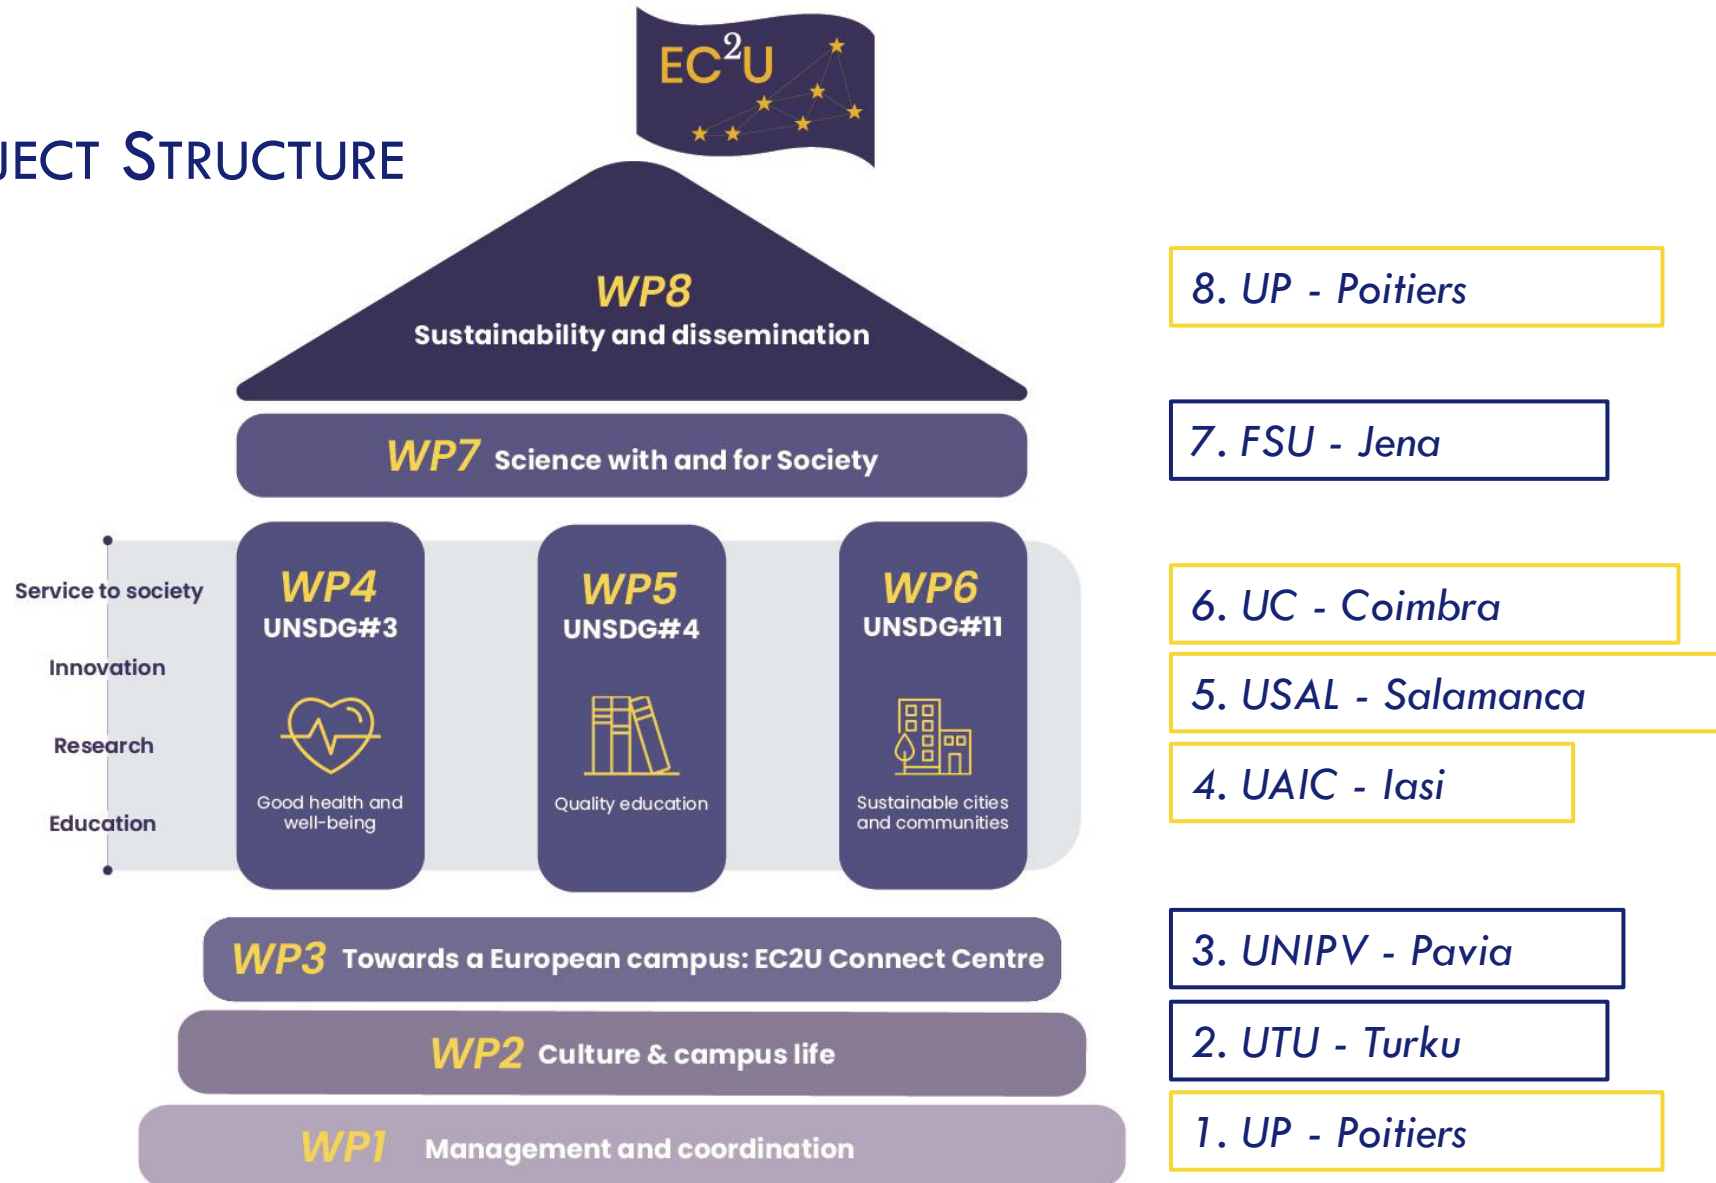 EC²U
JECT STRUCTURE
WP8
Sustainability and dissemination
WP7 Science with and for Society
Service to society
Innovation
Research
Education
WP4
UNSDG#3
Good health and
well-being
WP5
UNSDG#4
Quality education
WP6
UNSDG#11
Sustainable cities
and communities
WP3 Towards a European campus: EC2U Connect Centre
WP2 Culture & campus life
WP1 Management and coordination
8. UP - Poitiers
7. FSU - Jena
6. UC - Coimbra
5. USAL - Salamanca
4. UAIC - Iasi
3. UNIPV - Pavia
2. UTU - Turku
1. UP - Poitiers